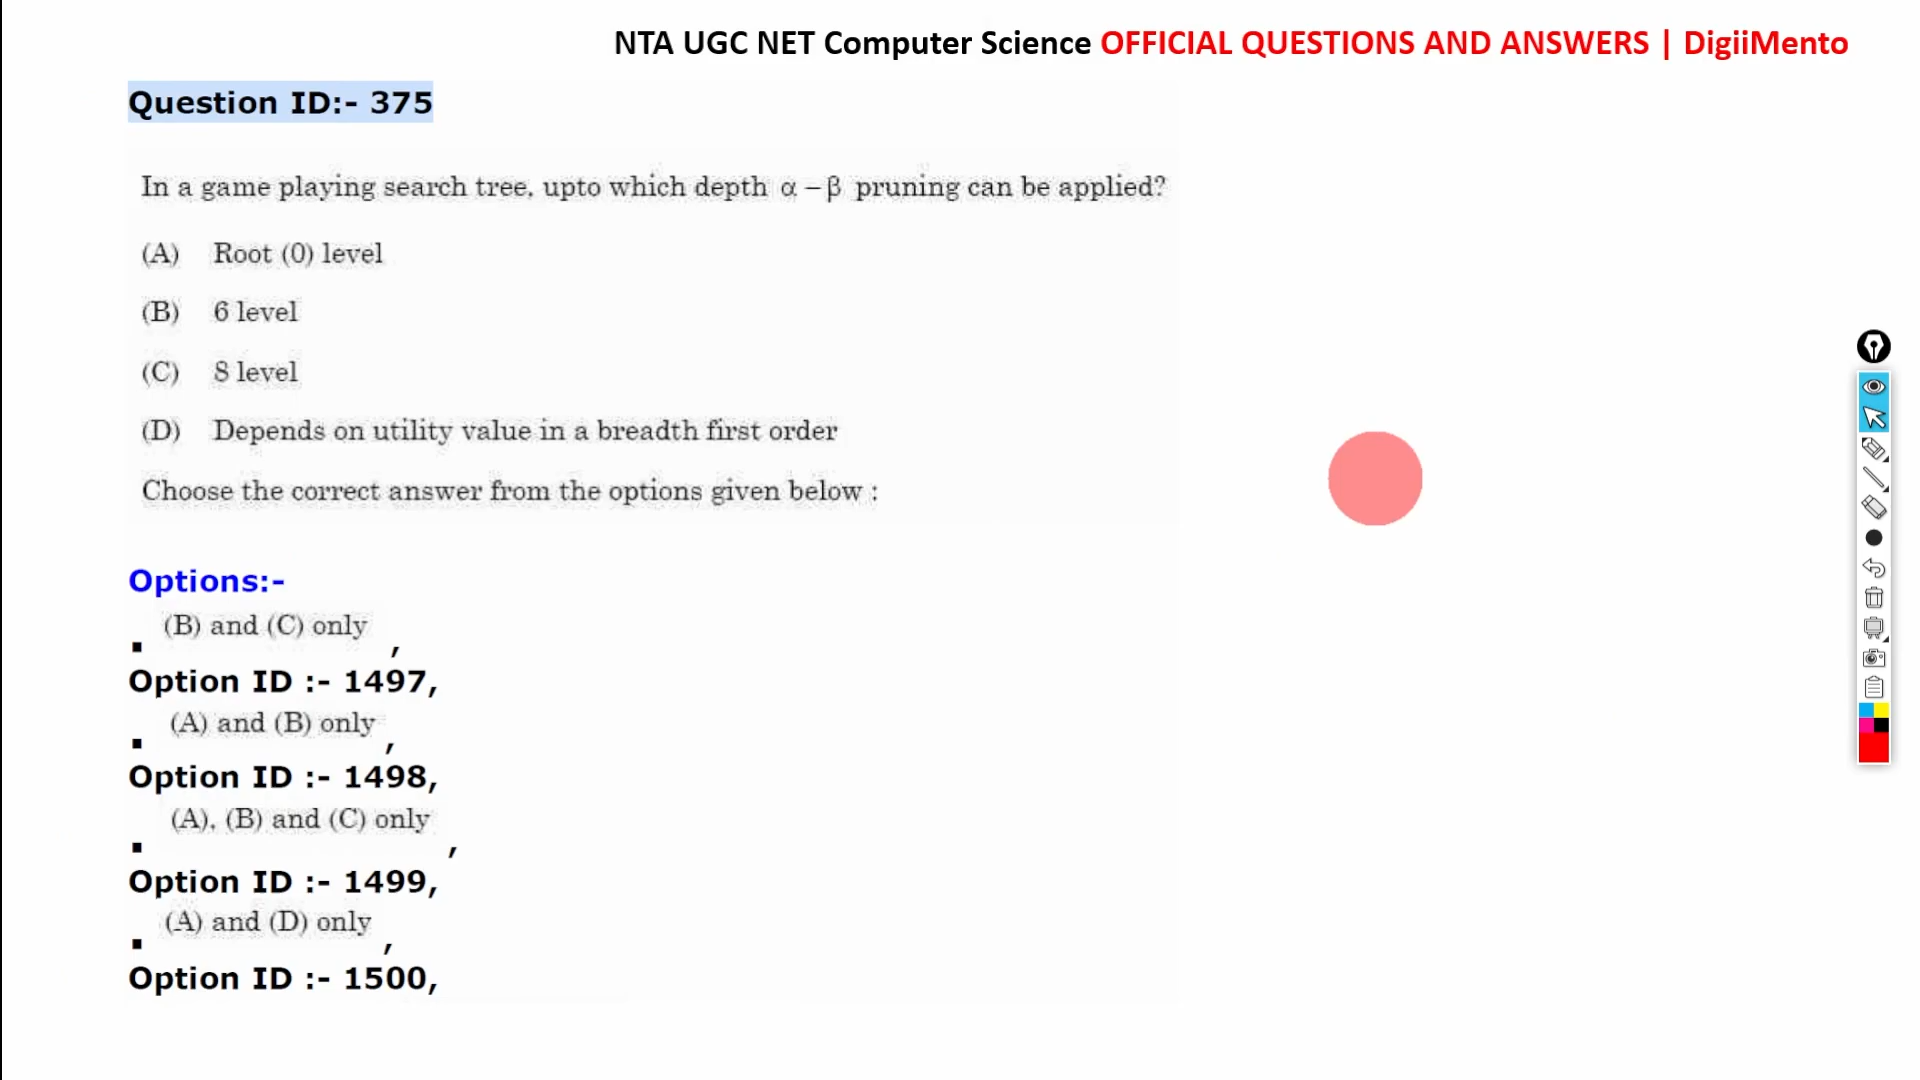 NTA UGC NET Computer Science OFFICIAL QUESTIONS AND ANSWERS | DigiiMento
Question ID:- 375
In a game playing search tree, upto which depth α – β pruning can be applied?
(A) Root (0) level
(B) 6 level
(C) 8 level
(D) Depends on utility value in a breadth first order
Choose the correct answer from the options given below :
Options:-
▪ (B) and (C) only ,
Option ID :- 1497,
▪ (A) and (B) only ,
Option ID :- 1498,
▪ (A), (B) and (C) only ,
Option ID :- 1499,
▪ (A) and (D) only ,
Option ID :- 1500,